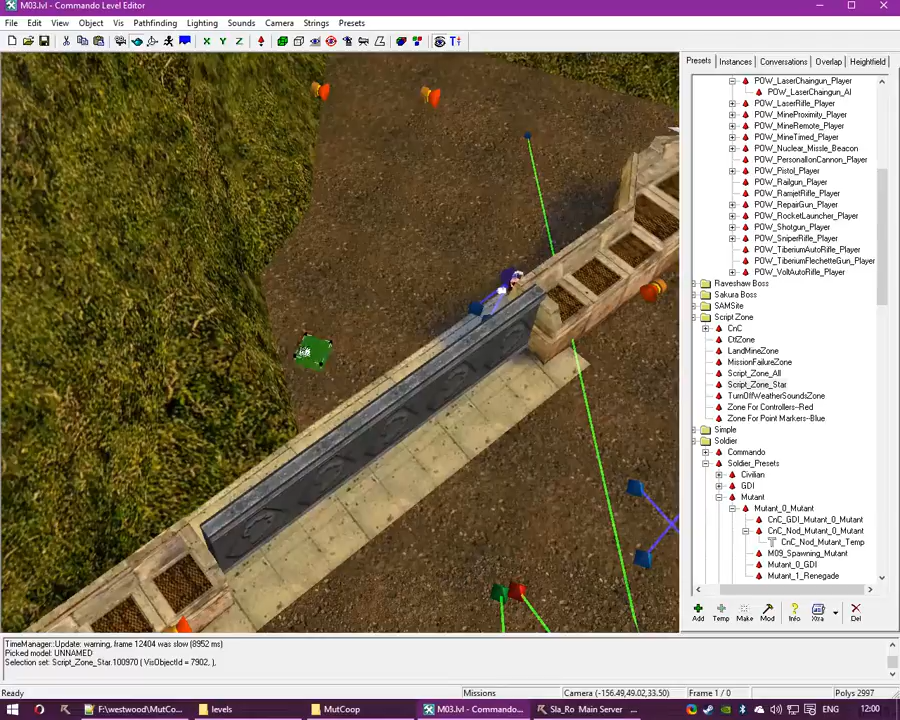 M03.lvl - Commando Level Editor
File Edit View Object Vis Pathfinding Lighting Sounds Camera Strings Presets
X Y Z
Presets Instances Conversations Overlap Heightfield
POW_LaserChaingun_Player
POW_LaserChaingun_AI
POW_LaserRifle_Player
POW_MineProximity_Player
POW_MineRemote_Player
POW_MineTimed_Player
POW_Nuclear_Missle_Beacon
POW_PersonalIonCannon_Player
POW_Pistol_Player
POW_Railgun_Player
POW_RamjetRifle_Player
POW_RepairGun_Player
POW_RocketLauncher_Player
POW_Shotgun_Player
POW_SniperRifle_Player
POW_TiberiumAutoRifle_Player
POW_TiberiumFlechetteGun_Player
POW_VoltAutoRifle_Player
Raveshaw Boss
Sakura Boss
SAMSite
Script Zone
CnC
CtfZone
LandMineZone
MissionFailureZone
Script_Zone_All
Script_Zone_Star
TurnOffWeatherSoundsZone
Zone For Controllers--Red
Zone For Point Markers--Blue
Simple
Soldier
Commando
Soldier_Presets
Civilian
GDI
Mutant
Mutant_0_Mutant
CnC_GDI_Mutant_0_Mutant
CnC_Nod_Mutant_0_Mutant
CnC_Nod_Mutant_Temp
M09_Spawning_Mutant
Mutant_0_GDI
Mutant_1_Renegade
Add Temp Make Mod Info Xtra Del
TimeManager::Update: warning, frame 12404 was slow (8952 ms)
Picked model: UNNAMED
Selection set: Script_Zone_Star.100970 ( VisObjectId = 7902, ),
Ready Missions Camera (-156.49,49.02,33.50) Frame 1 / 0 Polys 2997
F:\westwood\MutCo... levels MutCoop M03.lvl - Commando... Sla_Ro Main Server ENG 12:00